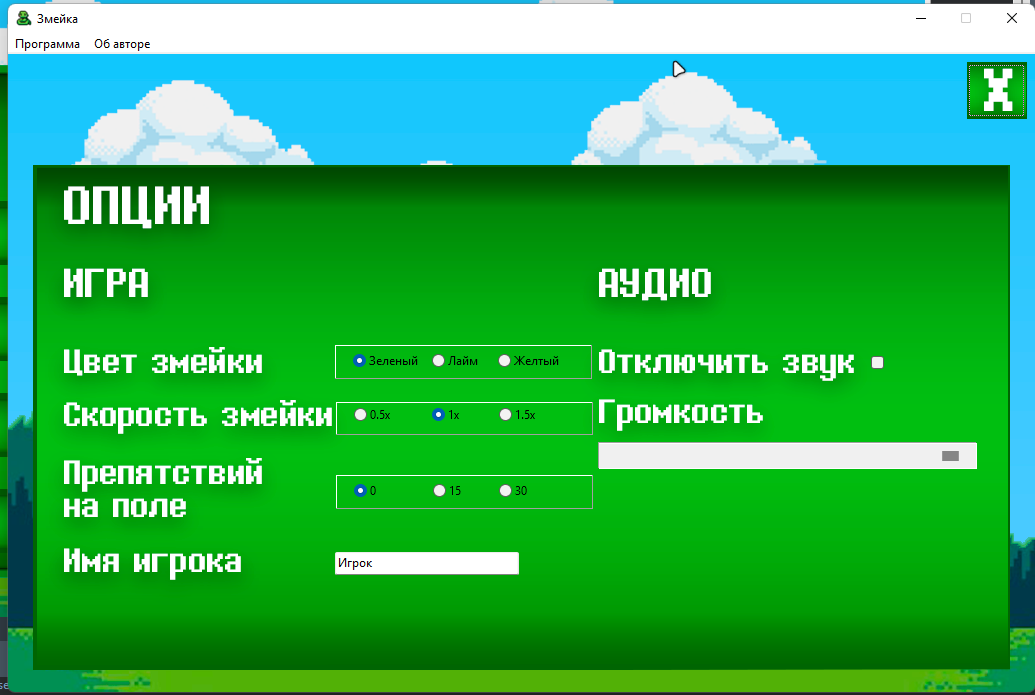 Змейка
Программа Об авторе
X
ОПЦИИ
ИГРА
АУДИО
Цвет змейки
Зеленый Лайм Желтый
Отключить звук
Скорость змейки
0.5x 1x 1.5x
Громкость
Препятствий
на поле
0 15 30
Имя игрока
Игрок